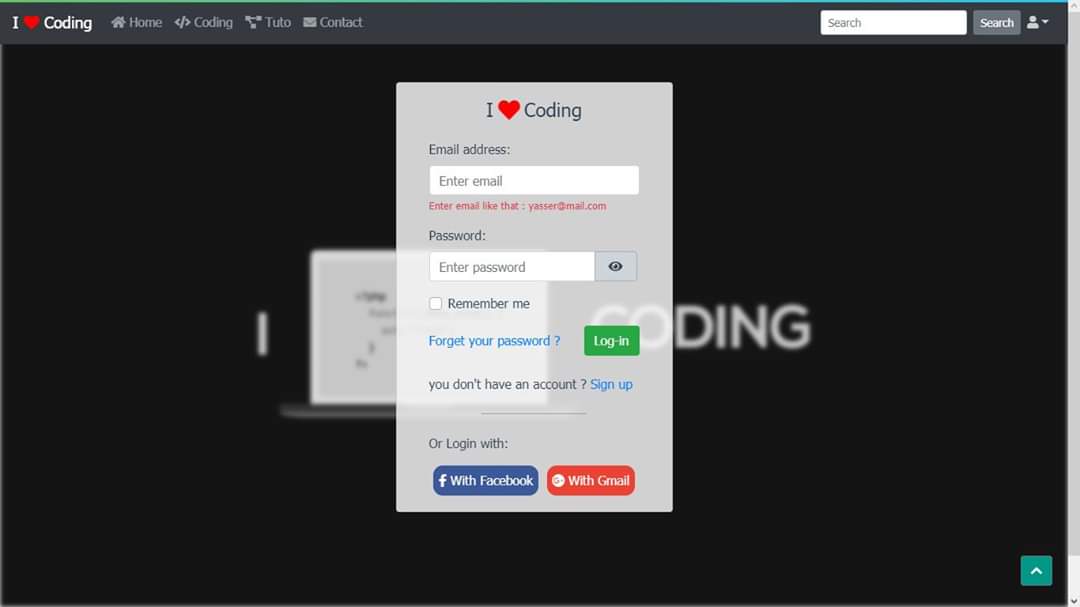 I ❤ Coding Home Coding Tuto Contact Search Search
I ❤ Coding
Email address:
Enter email
Enter email like that : yasser@mail.com
Password:
Enter password
<?php
Remember me
I CODING
}
?>
Forget your password ? Log-in
you don't have an account ? Sign up
Or Login with:
With Facebook With Gmail